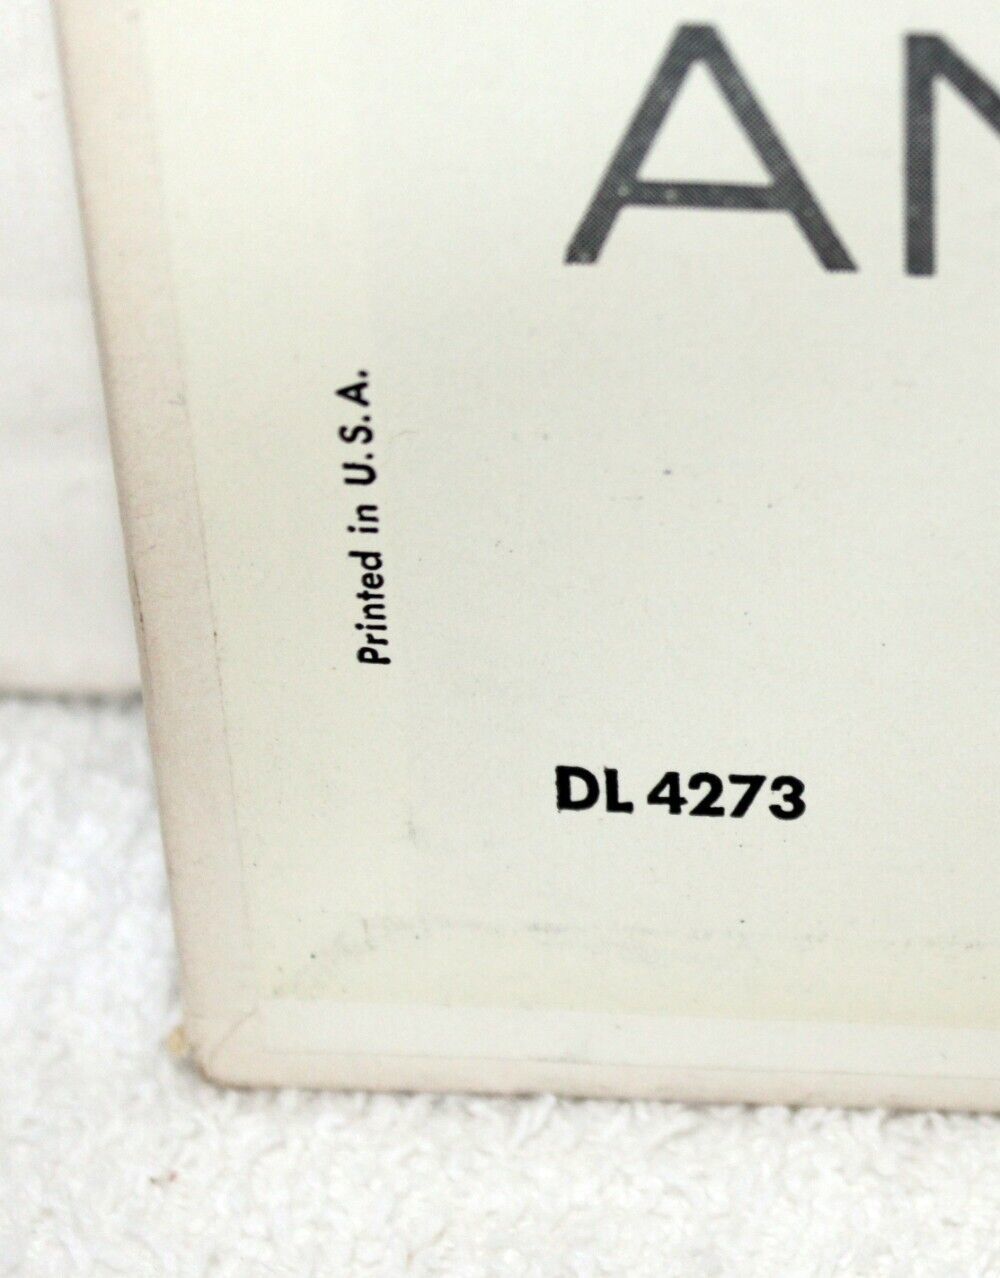 AN
Printed in U.S.A.
DL 4273